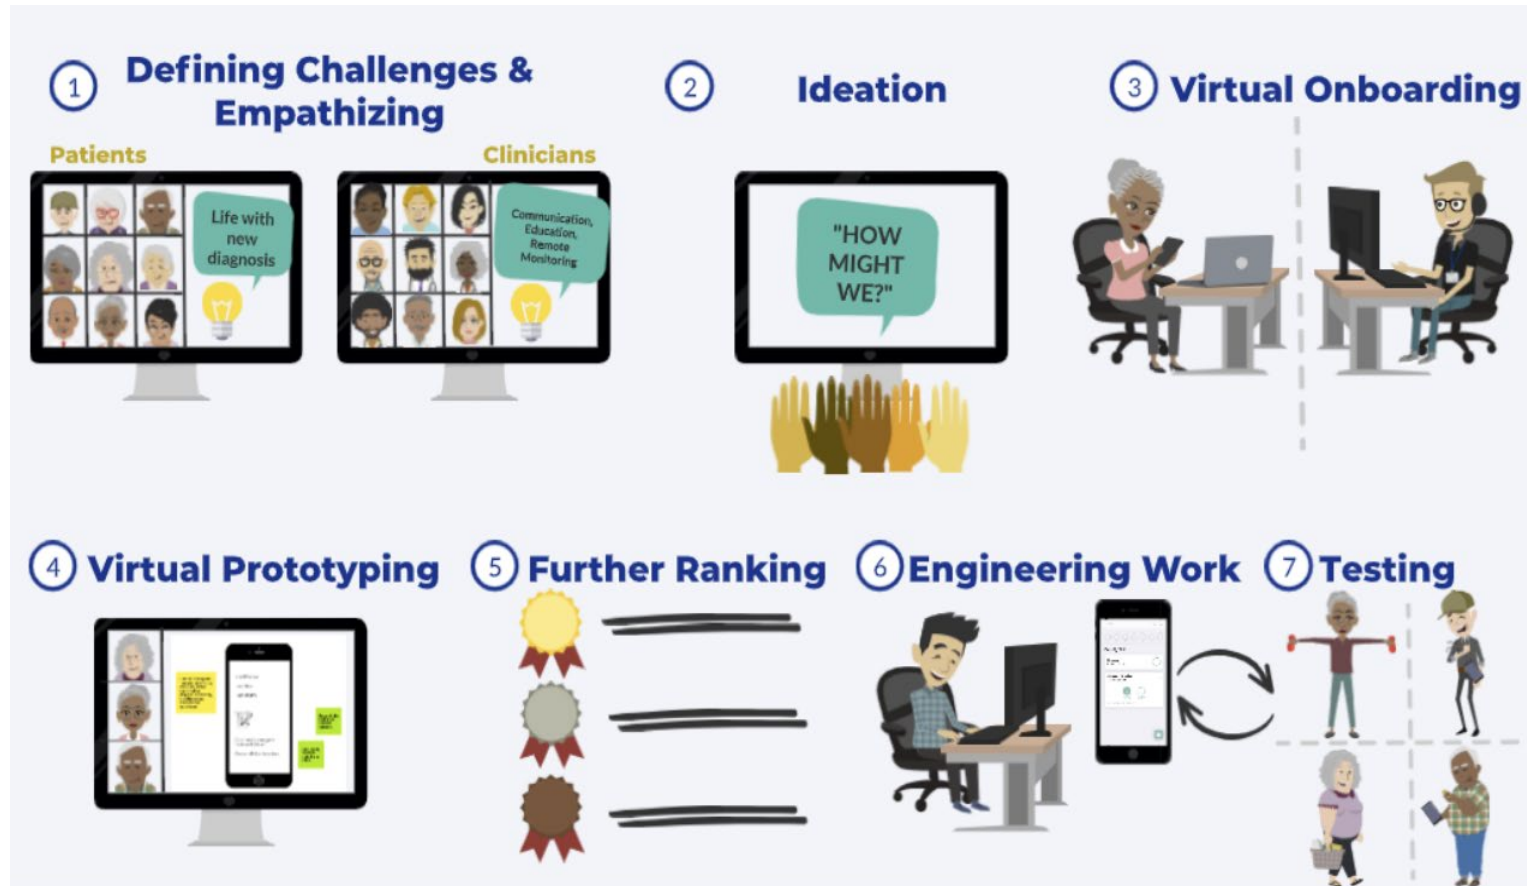 1
Defining Challenges &
Empathizing
Patients
Life with
new
diagnosis
Clinicians
Communication,
Education,
Remote
Monitoring
2
Ideation
"HOW
MIGHT
WE?"
3
Virtual Onboarding
4
Virtual Prototyping
5
Further Ranking
6
Engineering Work
7
Testing